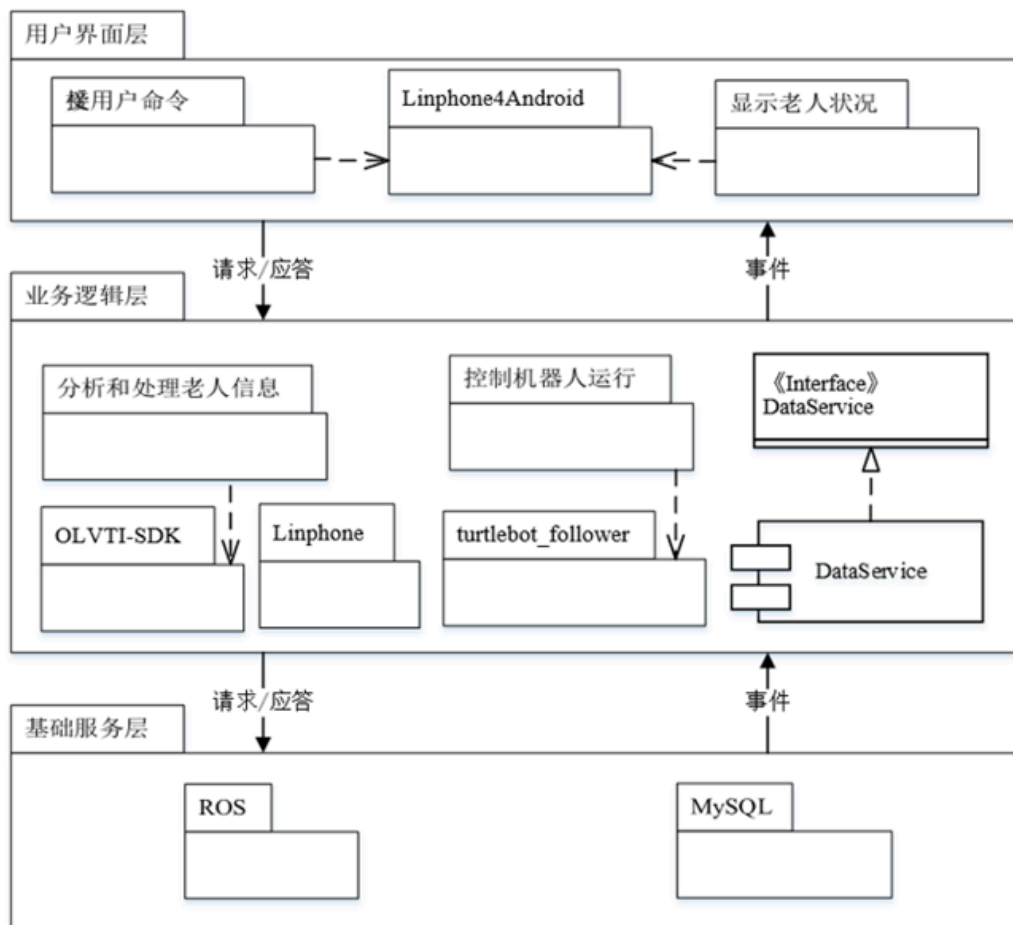 用户界面层
用户命令
Linphone4Android
显示老人状况
请求/应答
事件
业务逻辑层
分析和处理老人信息
控制机器人运行
《Interface》
DataService
OLVTI-SDK
Linphone
turtlebot_follower
DataService
请求/应答
事件
基础服务层
ROS
MySQL